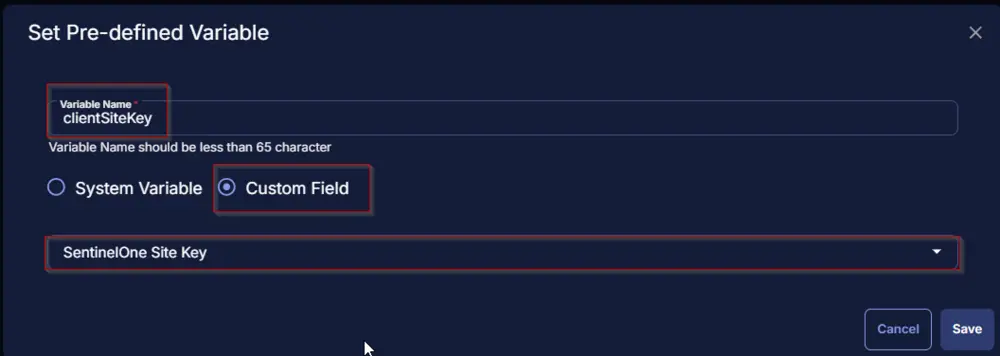 Set Pre-defined Variable
Variable Name *
clientSiteKey
Variable Name should be less than 65 character
System Variable Custom Field
SentinelOne Site Key
Cancel Save